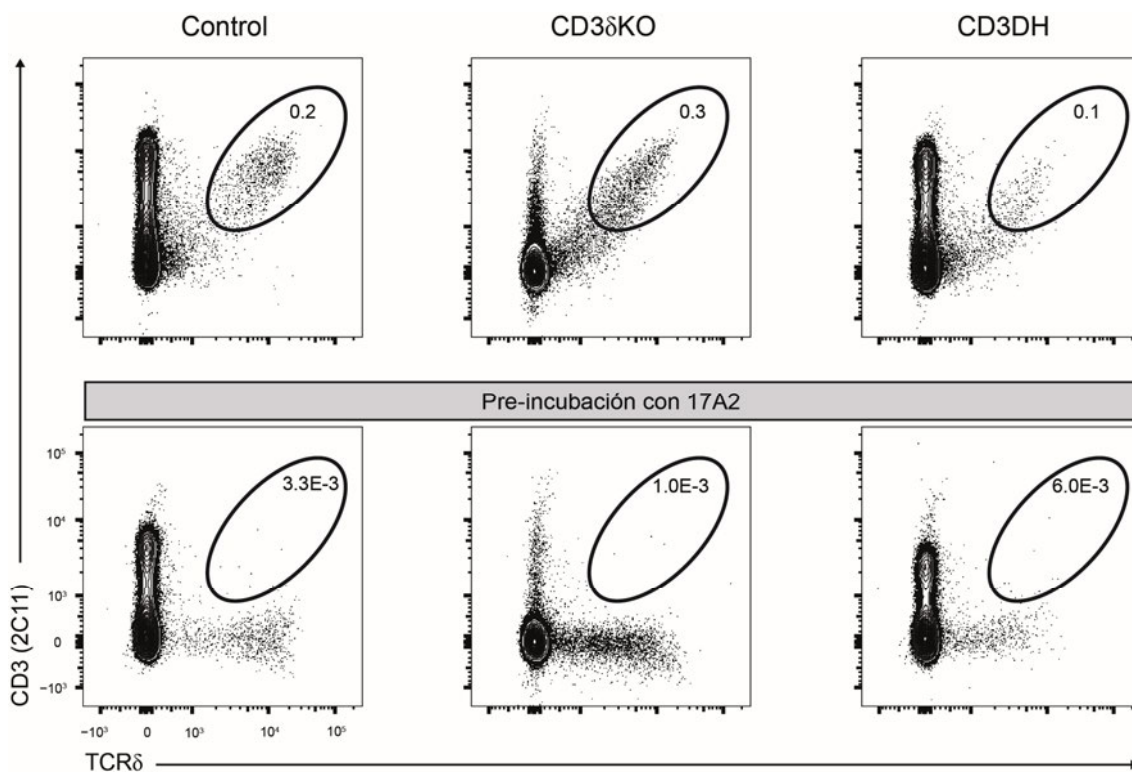 Control
CD3δKO
CD3DH
0.2
0.3
0.1
Pre-incubación con 17A2
3.3E-3
1.0E-3
6.0E-3
10⁵
10⁴
10³
0
−10³
−10³
0
10³
10⁴
10⁵
CD3 (2C11)
TCRδ